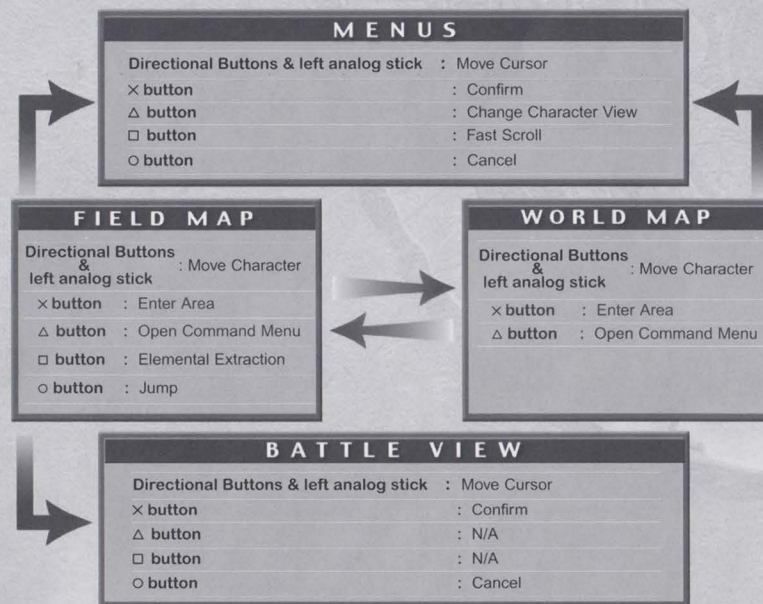 MENUS
Directional Buttons & left analog stick : Move Cursor
× button : Confirm
△ button : Change Character View
□ button : Fast Scroll
○ button : Cancel
FIELD MAP
Directional Buttons
&
left analog stick : Move Character
× button : Enter Area
△ button : Open Command Menu
□ button : Elemental Extraction
○ button : Jump
WORLD MAP
Directional Buttons
&
left analog stick : Move Character
× button : Enter Area
△ button : Open Command Menu
BATTLE VIEW
Directional Buttons & left analog stick : Move Cursor
× button : Confirm
△ button : N/A
□ button : N/A
○ button : Cancel